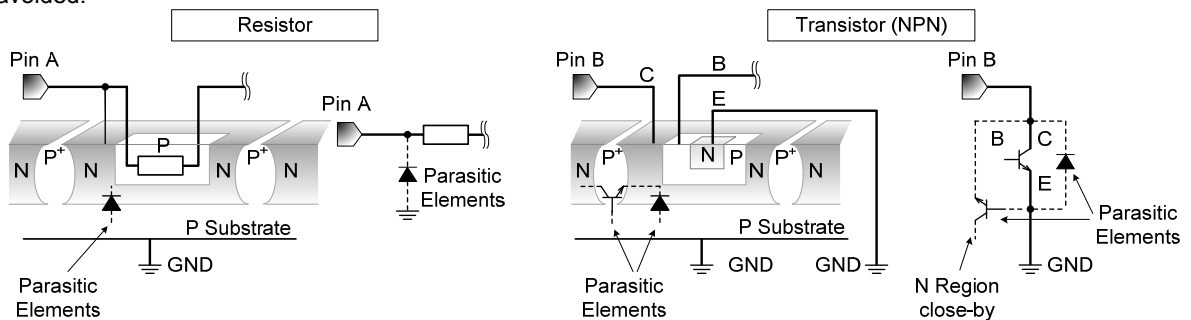 avoided.
Resistor
Transistor (NPN)
Pin A
Pin A
N
P+
N
P
N
P+
N
Parasitic
Elements
P Substrate
GND
Parasitic
Elements
Pin B
C
B
E
N
P+
N
N
P
N
P+
N
P Substrate
GND
GND
Parasitic
Elements
Pin B
B
C
E
Parasitic
Elements
GND
N Region
close-by